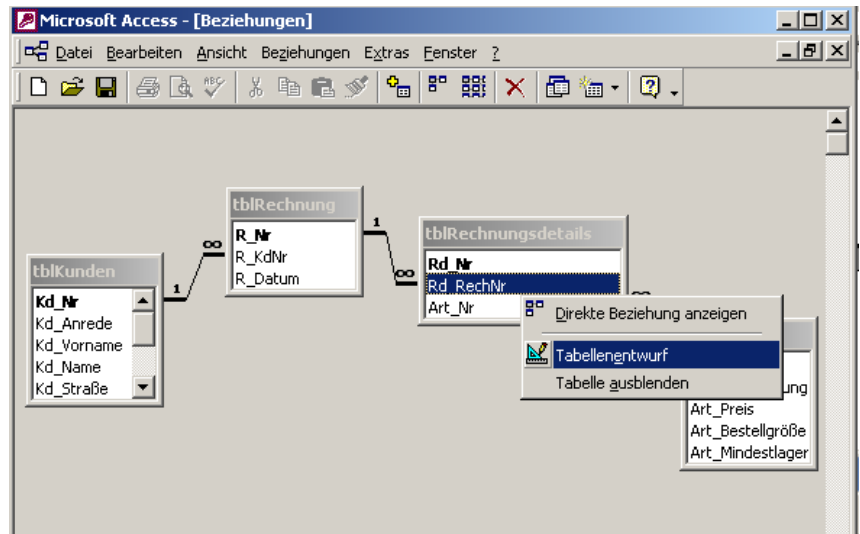 Microsoft Access - [Beziehungen]
Datei Bearbeiten Ansicht Beziehungen Extras Fenster ?
tblRechnung
R_Nr
R_KdNr
R_Datum
1
∞
1
∞
tblKunden
Kd_Nr
Kd_Anrede
Kd_Vorname
Kd_Name
Kd_Straße
tblRechnungsdetails
Rd_Nr
Rd_RechNr
Art_Nr
Direkte Beziehung anzeigen
Tabellenentwurf
Tabelle ausblenden
ung
Art_Preis
Art_Bestellgröße
Art_Mindestlager